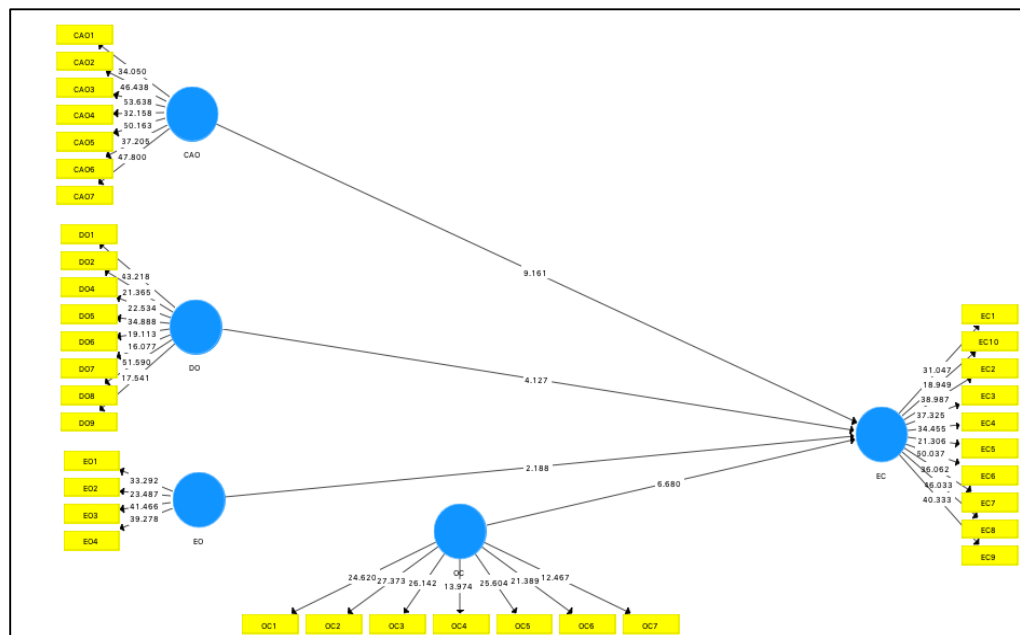 CAO1
CAO2
CAO3
CAO4
CAO5
CAO6
CAO7
34.050
46.438
53.638
32.158
50.163
37.205
47.800
CAO
9.161
DO1
DO2
DO4
DO5
DO6
DO7
DO8
DO9
43.218
21.365
22.534
34.888
19.113
16.077
51.590
17.541
DO
4.127
EO1
EO2
EO3
EO4
33.292
23.487
41.466
39.278
EO
2.188
OC
6.680
24.620
27.373
26.142
13.974
25.604
21.389
12.467
OC1
OC2
OC3
OC4
OC5
OC6
OC7
EC
31.047
18.949
38.987
37.325
34.455
21.306
50.037
36.062
46.033
40.333
EC1
EC10
EC2
EC3
EC4
EC5
EC6
EC7
EC8
EC9